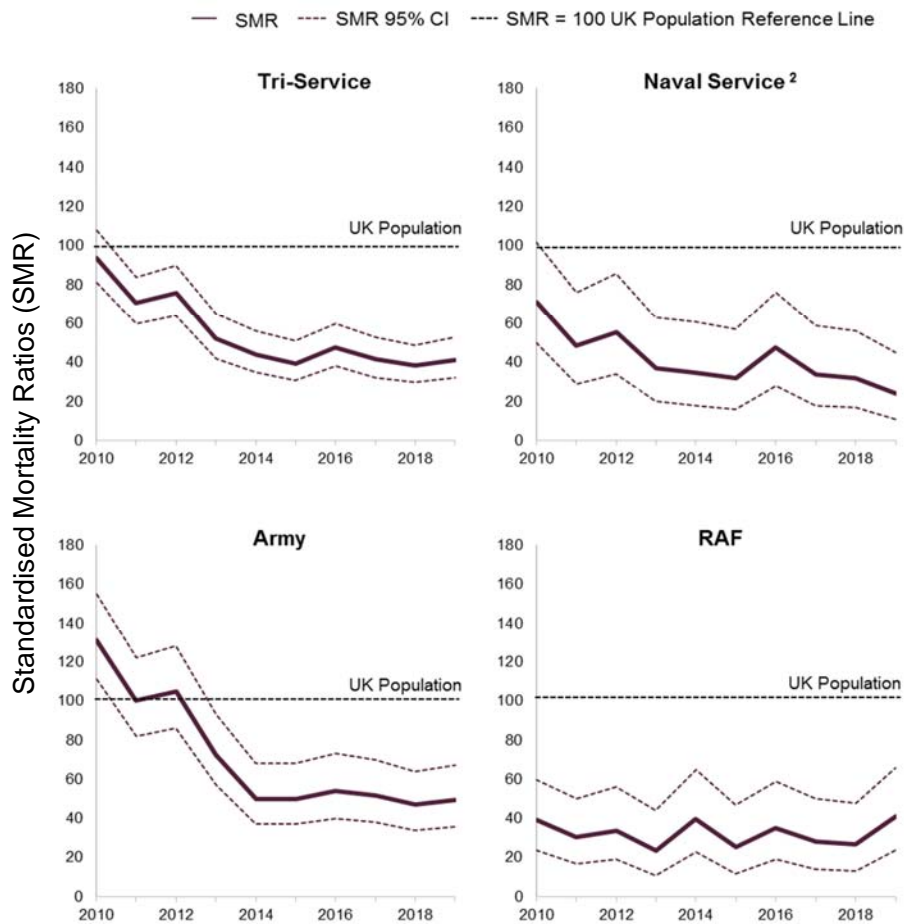 SMR SMR 95% CI SMR = 100 UK Population Reference Line
Standardised Mortality Ratios (SMR)
Tri-Service
180
160
140
120
100
80
60
40
20
0
UK Population
2010 2012 2014 2016 2018
Naval Service ²
180
160
140
120
100
80
60
40
20
0
UK Population
2010 2012 2014 2016 2018
Army
180
160
140
120
100
80
60
40
20
0
UK Population
2010 2012 2014 2016 2018
RAF
180
160
140
120
100
80
60
40
20
0
UK Population
2010 2012 2014 2016 2018